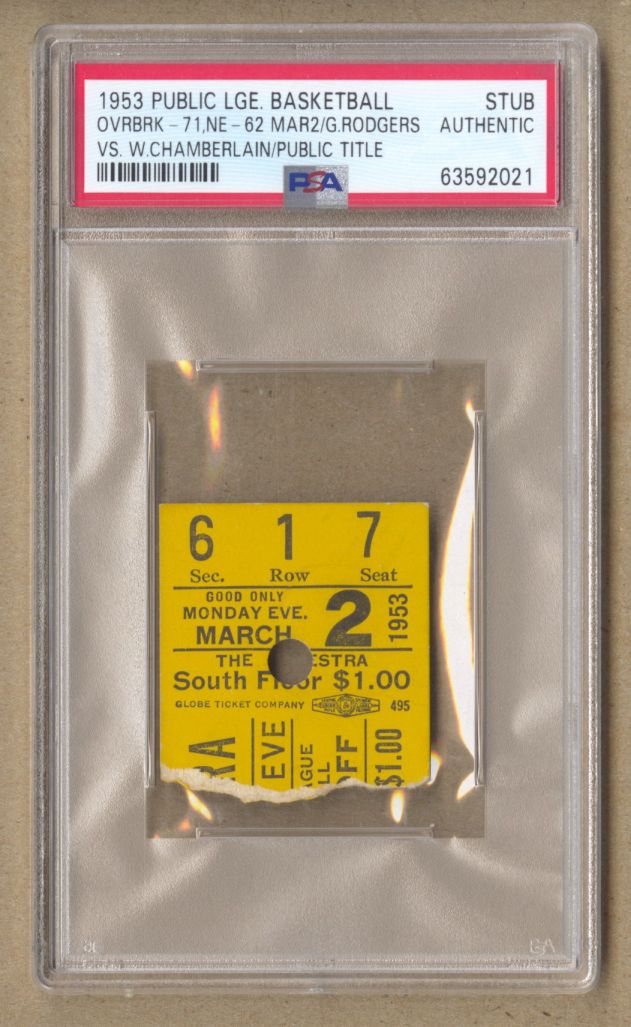 1953 PUBLIC LGE. BASKETBALL STUB
OVRBRK - 71,NE - 62 MAR2/G.RODGERS AUTHENTIC
VS. W.CHAMBERLAIN/PUBLIC TITLE
PSA 63592021
6 1 7
Sec. Row Seat
GOOD ONLY
MONDAY EVE.
MARCH 2 1953
THE ESTRA
South Floor $1.00
GLOBE TICKET COMPANY 495
RA
EVE
GUE
LL
OFF
$1.00